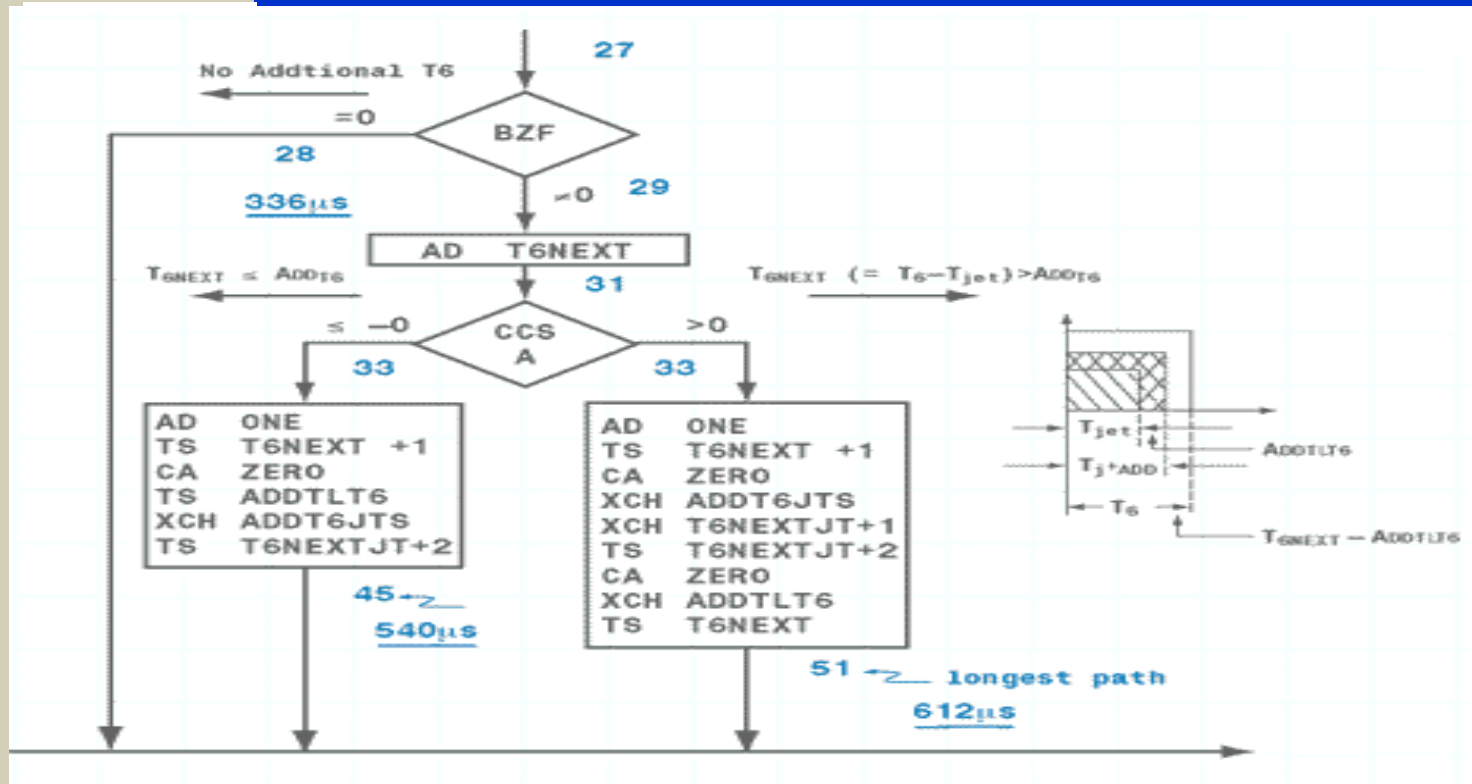 27
No Addtional T6
=0
BZF
28
336μs
≠0
29
AD T6NEXT
T6NEXT ≤ ADDT6
31
T6NEXT (= T6-Tjet)>ADDT6
≤ -0
CCS
A
>0
33
33
AD ONE
TS T6NEXT +1
CA ZERO
TS ADDTLT6
XCH ADDT6JTS
TS T6NEXTJT+2
45
540μs
AD ONE
TS T6NEXT +1
CA ZERO
XCH ADDT6JTS
XCH T6NEXTJT+1
TS T6NEXTJT+2
CA ZERO
XCH ADDTLT6
TS T6NEXT
51 longest path
612μs
Tjet
ADDTLT6
Tj+ADD
T6
T6NEXT - ADDTLT6